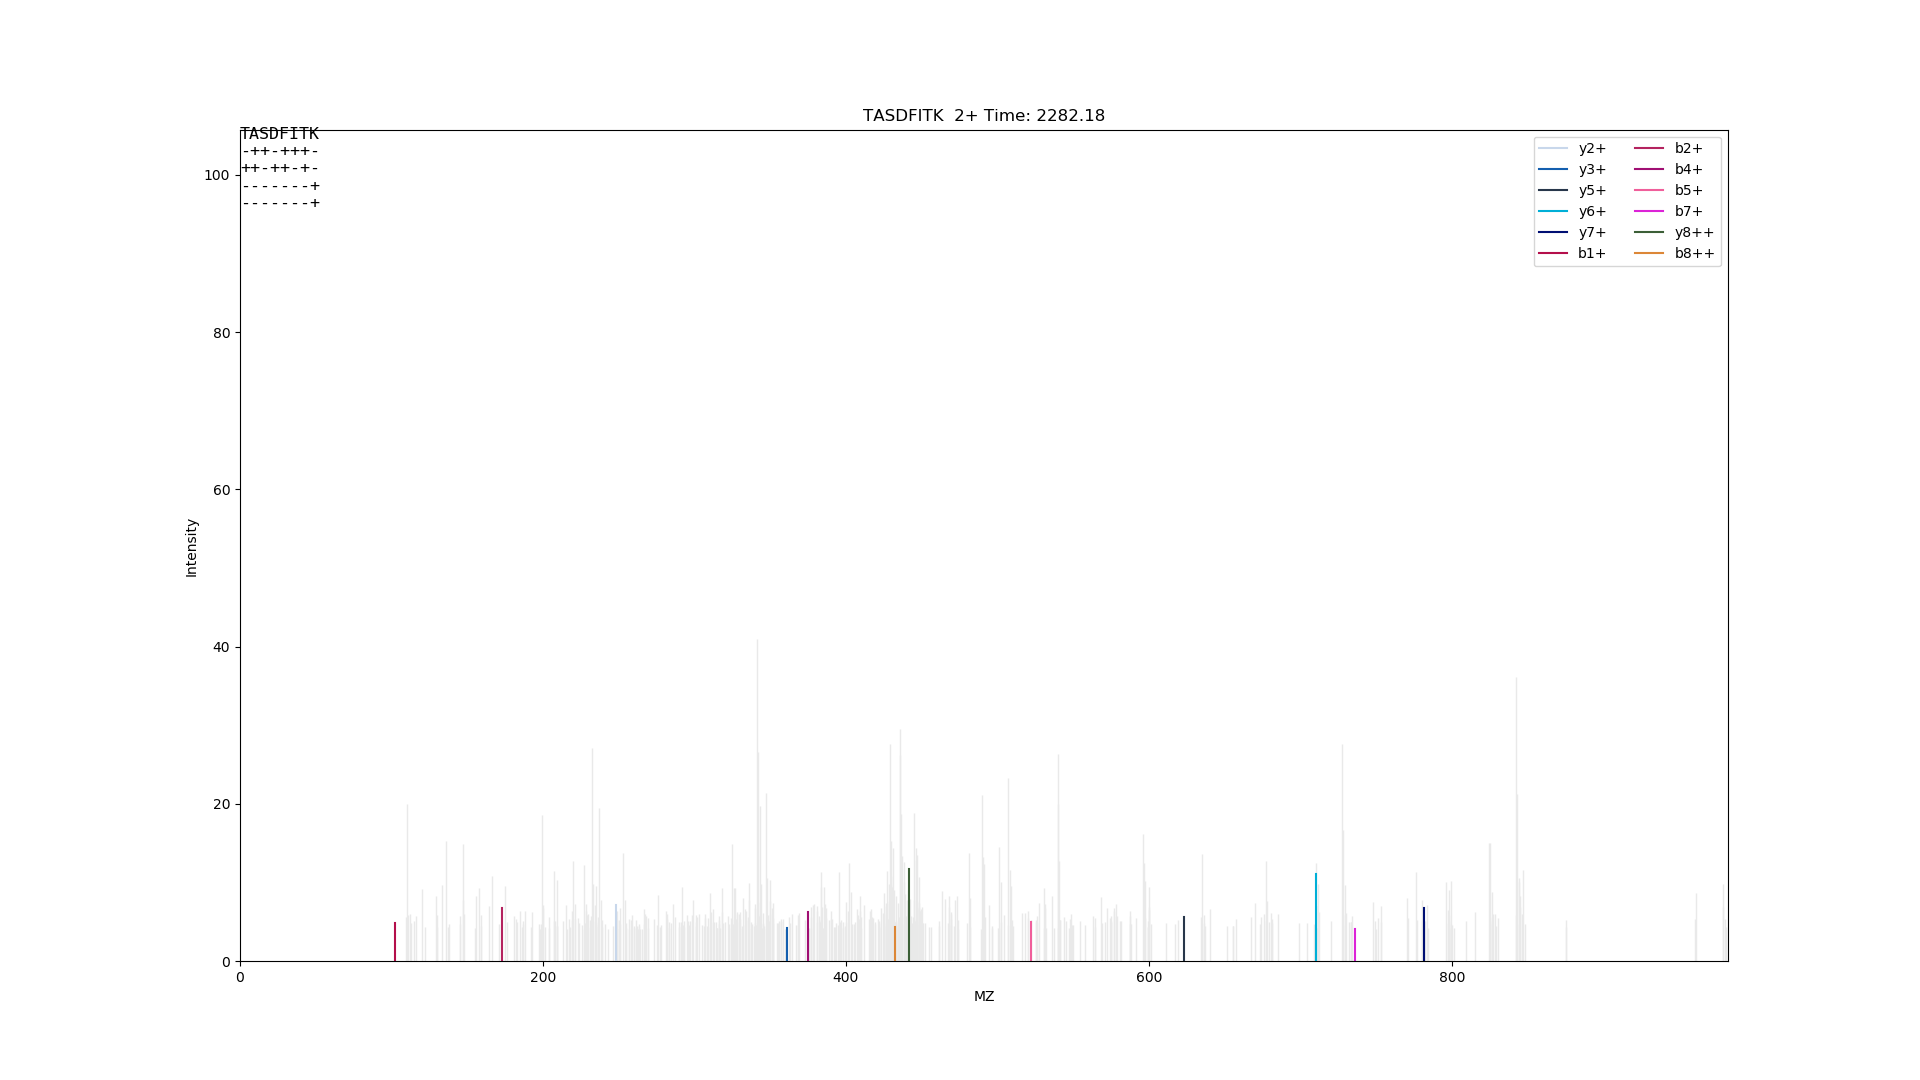 TASDFITK  2+ Time: 2282.18
TASDFITK
-++-+++-
++-++-+-
-------+
-------+
100
80
60
40
20
0
Intensity
0 200 400 600 800
MZ
y2+ b2+
y3+ b4+
y5+ b5+
y6+ b7+
y7+ y8++
b1+ b8++